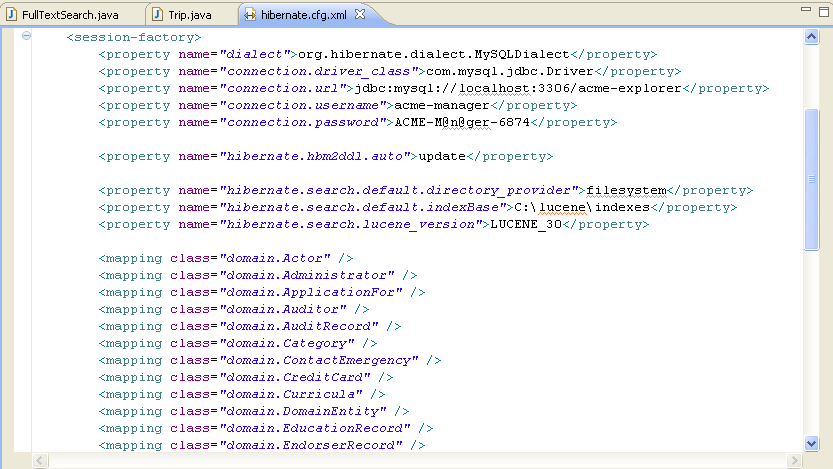 FullTextSearch.java Trip.java hibernate.cfg.xml
<session-factory>
<property name="dialect">org.hibernate.dialect.MySQLDialect</property>
<property name="connection.driver_class">com.mysql.jdbc.Driver</property>
<property name="connection.url">jdbc:mysql://localhost:3306/acme-explorer</property>
<property name="connection.username">acme-manager</property>
<property name="connection.password">ACME-M@n@ger-6874</property>
<property name="hibernate.hbm2ddl.auto">update</property>
<property name="hibernate.search.default.directory_provider">filesystem</property>
<property name="hibernate.search.default.indexBase">C:\lucene\indexes</property>
<property name="hibernate.search.lucene_version">LUCENE_30</property>
<mapping class="domain.Actor" />
<mapping class="domain.Administrator" />
<mapping class="domain.ApplicationFor" />
<mapping class="domain.Auditor" />
<mapping class="domain.AuditRecord" />
<mapping class="domain.Category" />
<mapping class="domain.ContactEmergency" />
<mapping class="domain.CreditCard" />
<mapping class="domain.Curricula" />
<mapping class="domain.DomainEntity" />
<mapping class="domain.EducationRecord" />
<mapping class="domain.EndorserRecord" />